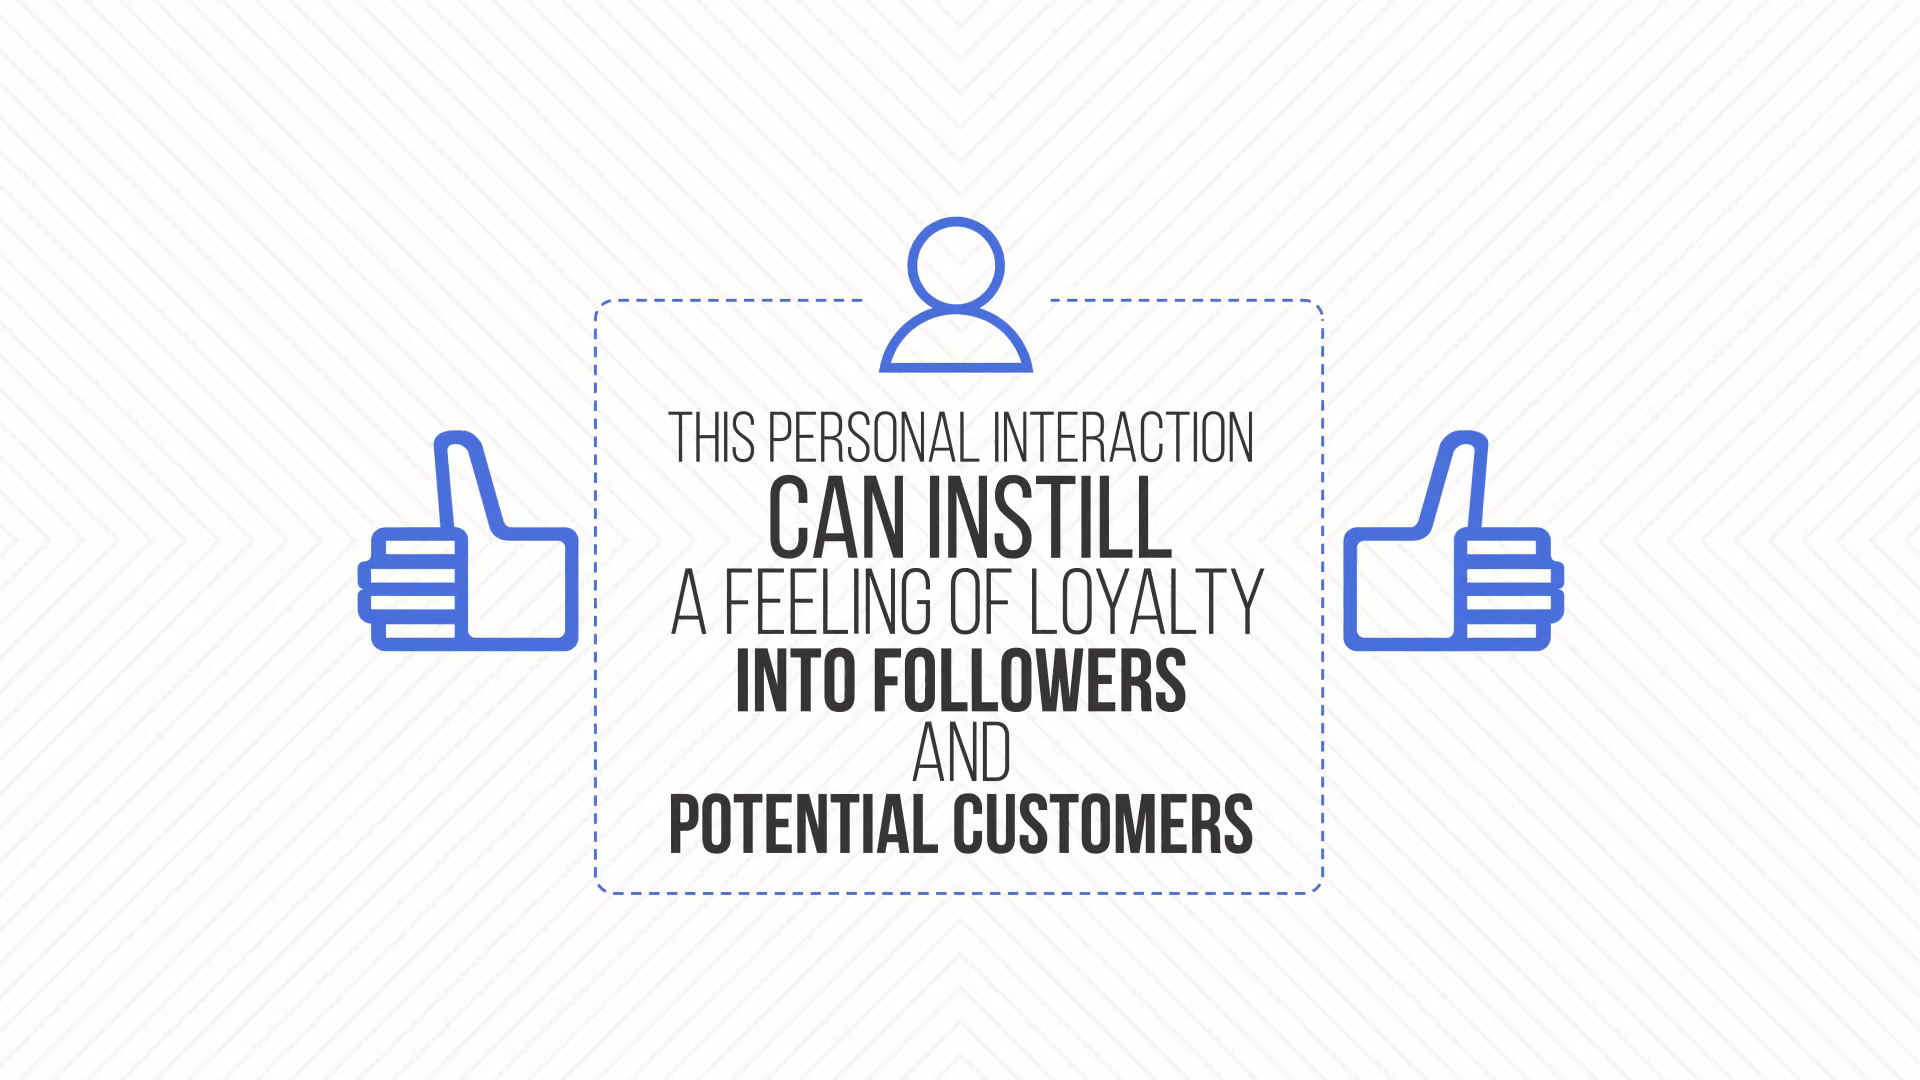 THIS PERSONAL INTERACTION
CAN INSTILL
A FEELING OF LOYALTY
INTO FOLLOWERS
AND
POTENTIAL CUSTOMERS